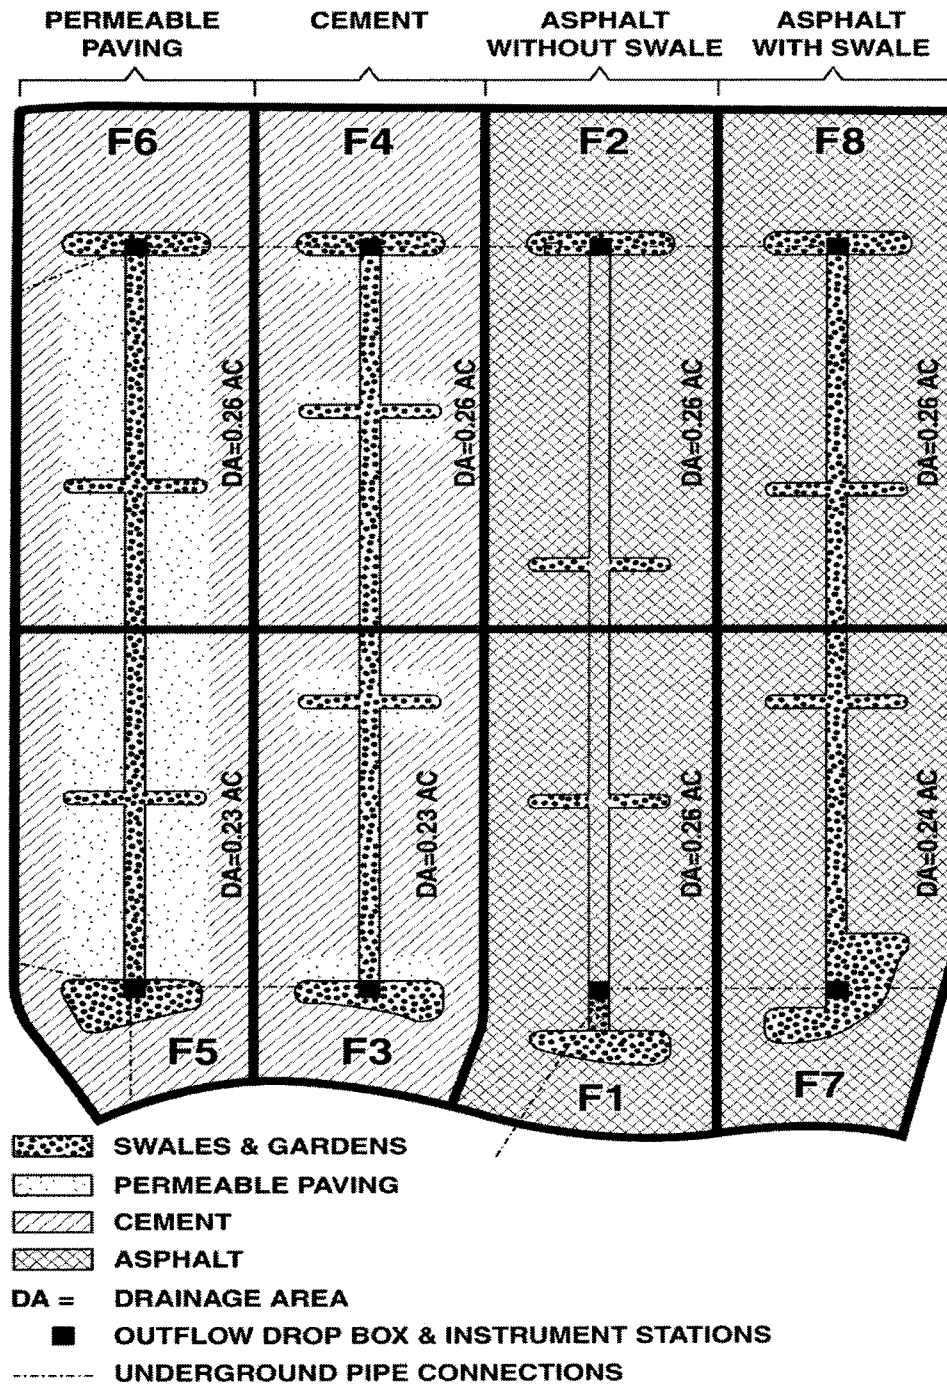 PERMEABLE
PAVING
CEMENT
ASPHALT
WITHOUT SWALE
ASPHALT
WITH SWALE
F6
F4
F2
F8
DA=0.26 AC
DA=0.26 AC
DA=0.26 AC
DA=0.26 AC
DA=0.23 AC
DA=0.23 AC
DA=0.26 AC
DA=0.24 AC
F5
F3
F1
F7
SWALES & GARDENS
PERMEABLE PAVING
CEMENT
ASPHALT
DA = DRAINAGE AREA
OUTFLOW DROP BOX & INSTRUMENT STATIONS
UNDERGROUND PIPE CONNECTIONS